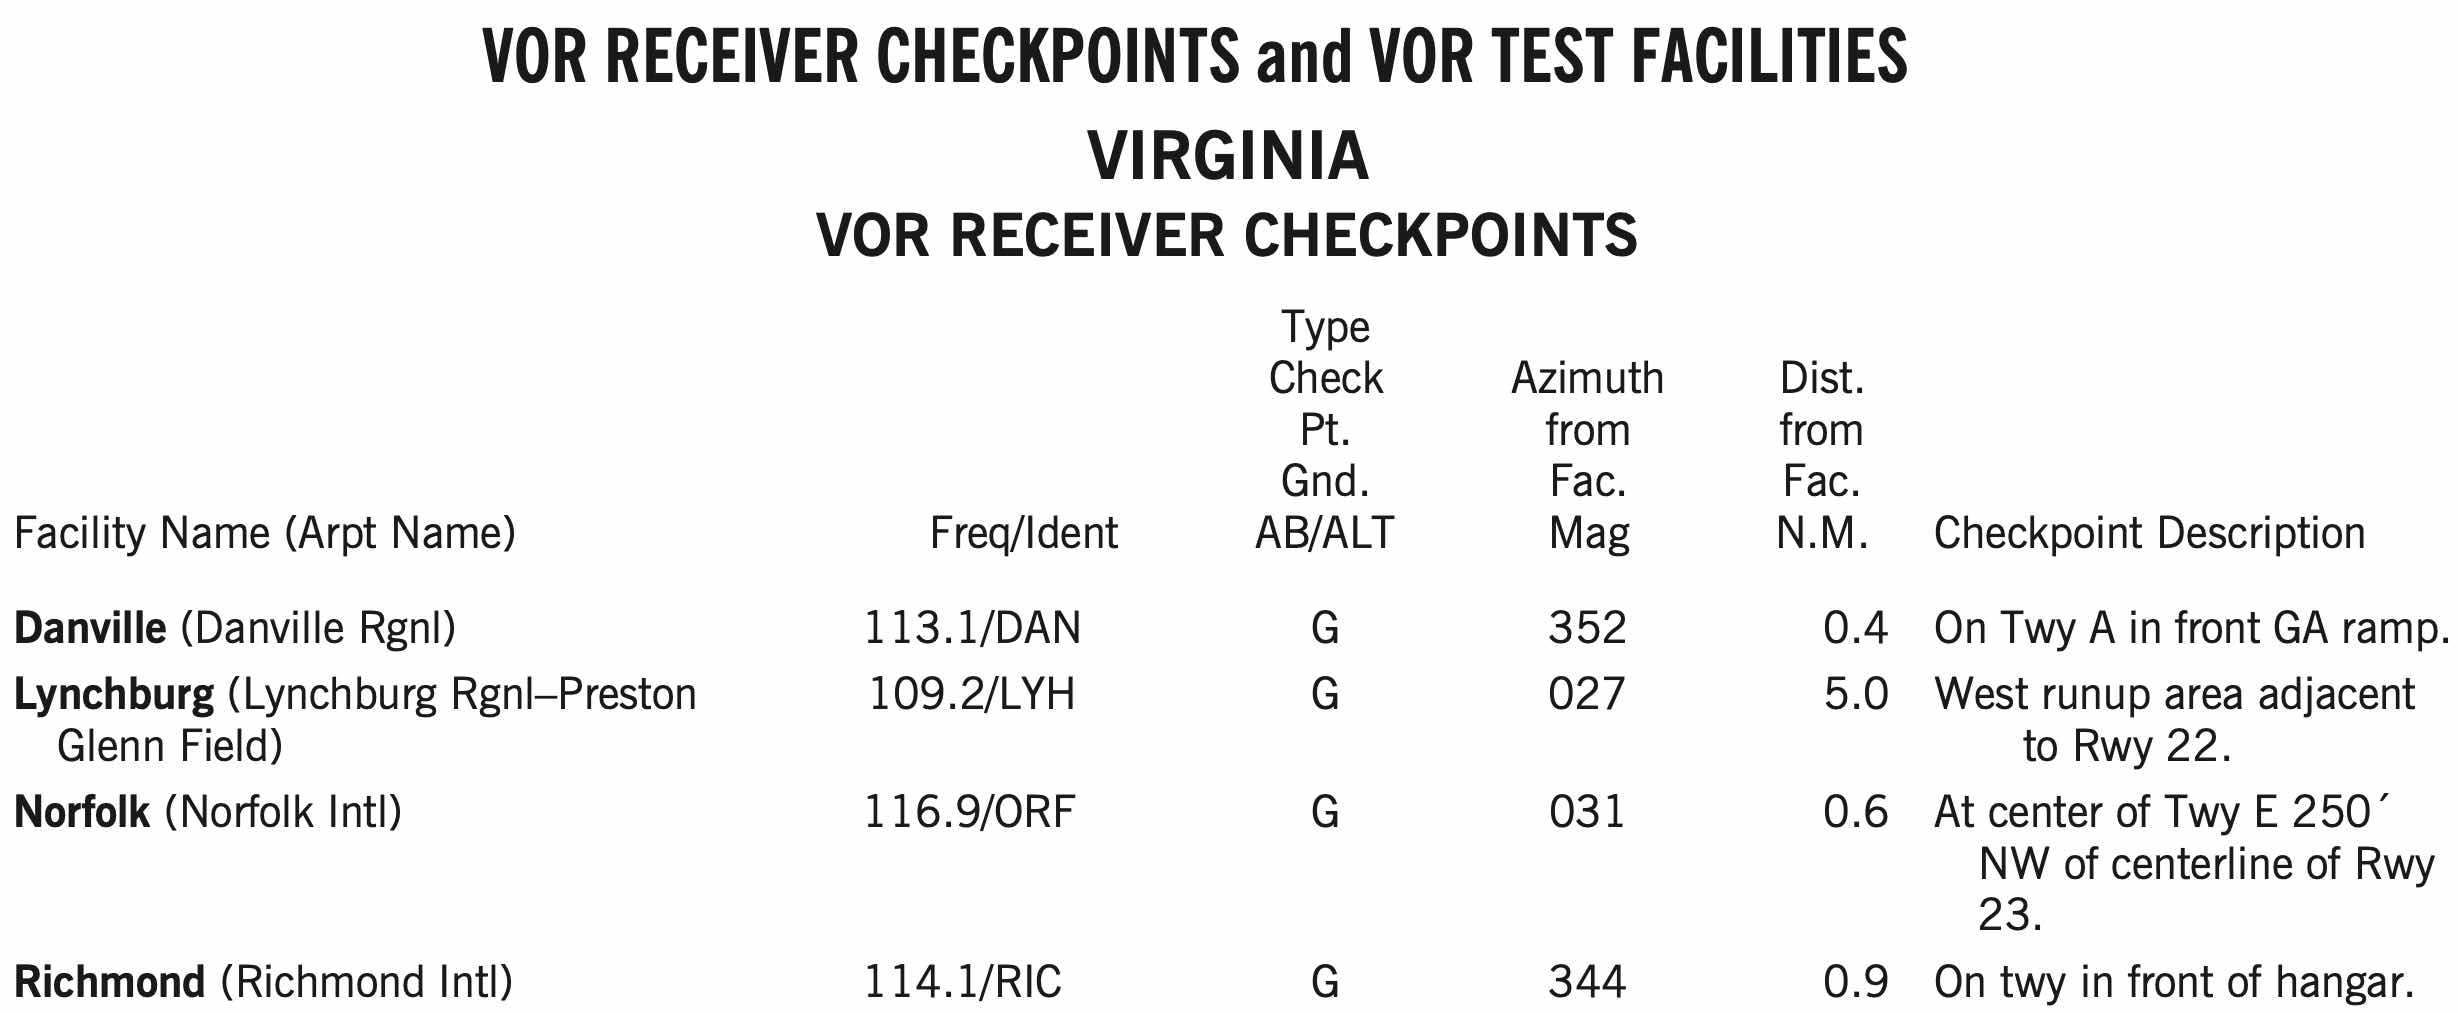 VOR RECEIVER CHECKPOINTS and VOR TEST FACILITIES
VIRGINIA
VOR RECEIVER CHECKPOINTS
Type
Check Azimuth Dist.
Pt. from from
Gnd. Fac. Fac.
Facility Name (Arpt Name) Freq/Ident AB/ALT Mag N.M. Checkpoint Description
Danville (Danville Rgnl) 113.1/DAN G 352 0.4 On Twy A in front GA ramp.
Lynchburg (Lynchburg Rgnl–Preston 109.2/LYH G 027 5.0 West runup area adjacent
Glenn Field) to Rwy 22.
Norfolk (Norfolk Intl) 116.9/ORF G 031 0.6 At center of Twy E 250´
NW of centerline of Rwy
23.
Richmond (Richmond Intl) 114.1/RIC G 344 0.9 On twy in front of hangar.